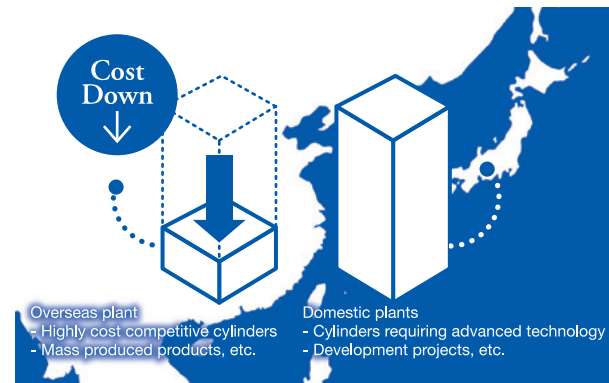 Cost
Down
Overseas plant
- Highly cost competitive cylinders
- Mass produced products, etc.
Domestic plants
- Cylinders requiring advanced technology
- Development projects, etc.